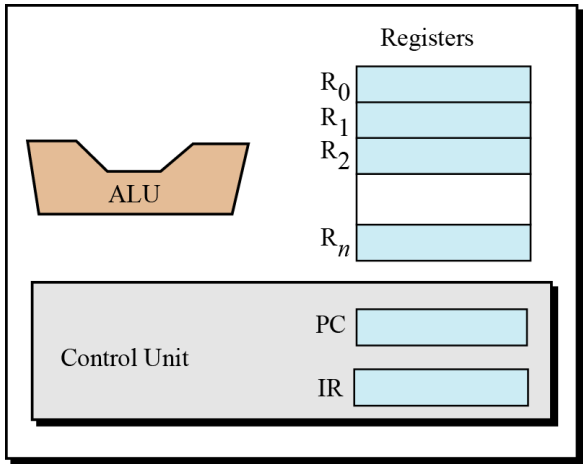 Registers
R0
R1
R2
ALU
Rn
PC
Control Unit
IR